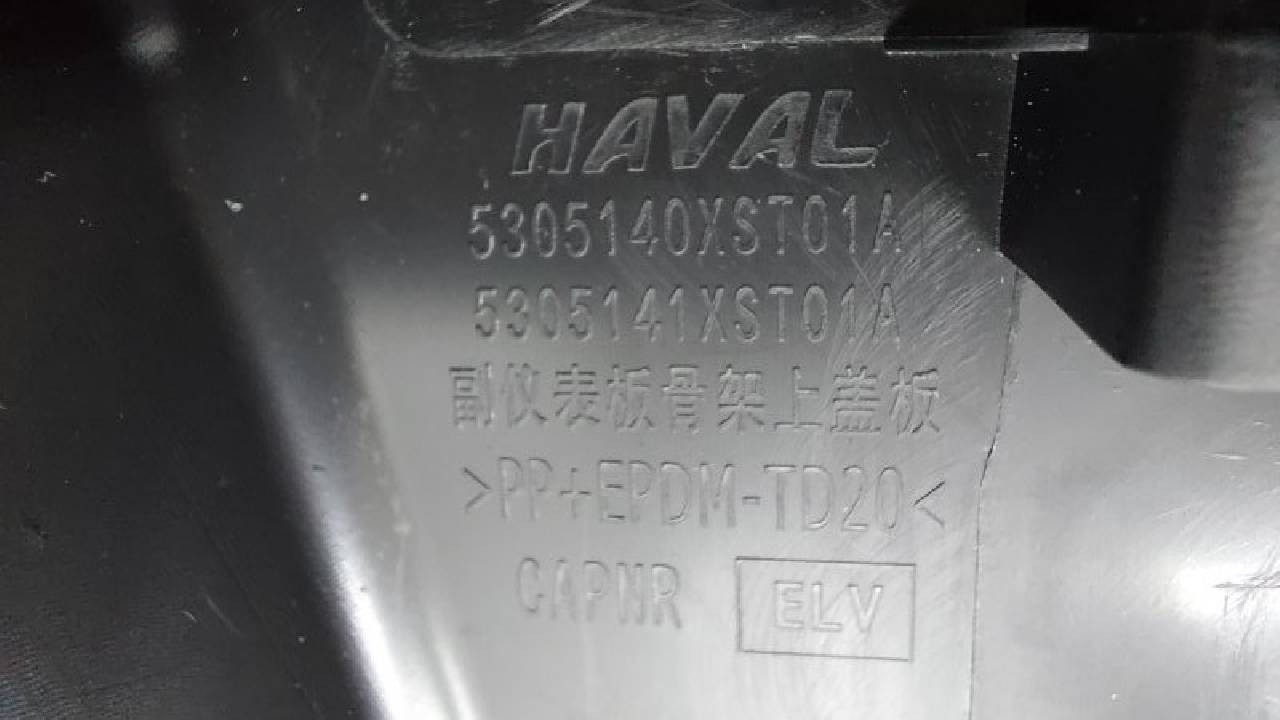 HAVAL
5305140XST01A
5305141XST01A
副仪表板骨架上盖板
>PP+EPDM-TD20<
CAPNR ELV